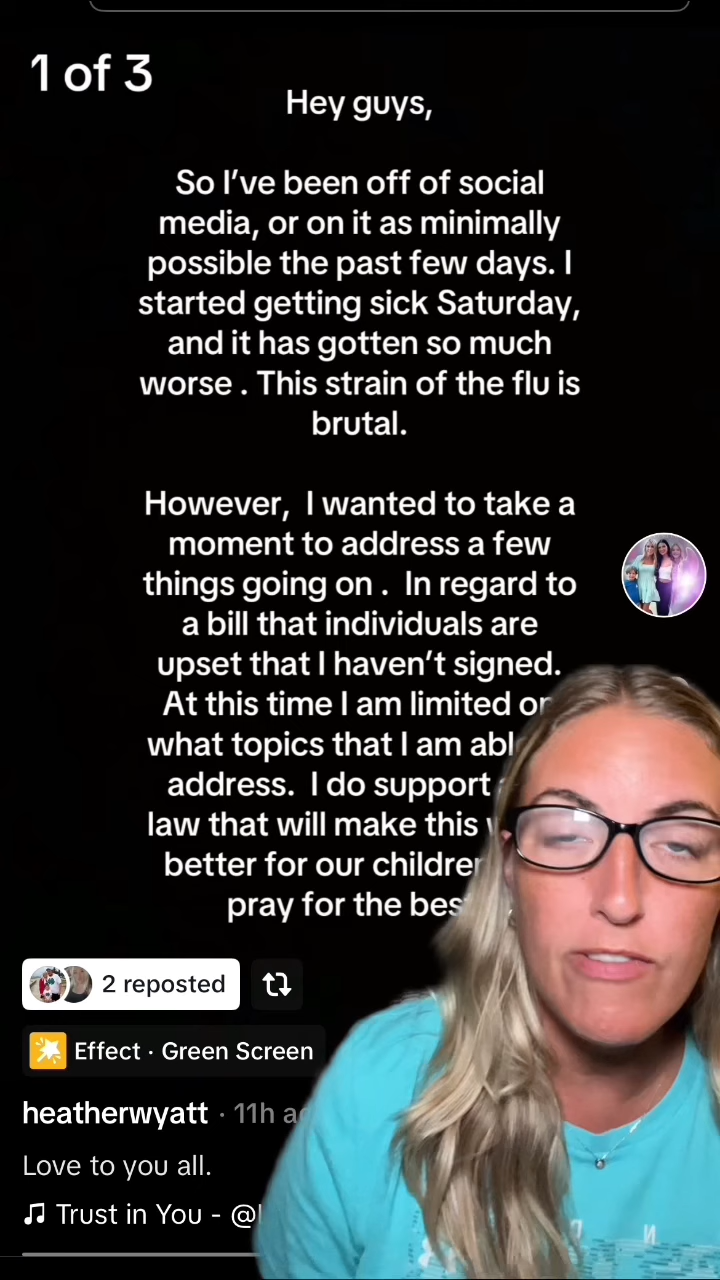 1 of 3
Hey guys,
So I've been off of social
media, or on it as minimally
possible the past few days. I
started getting sick Saturday,
and it has gotten so much
worse . This strain of the flu is
brutal.
However,  I wanted to take a
moment to address a few
things going on .  In regard to
a bill that individuals are
upset that I haven't signed.
At this time I am limited
what topics that I am
address.  I do support
law that will make this
better for our
pray for the
2 reposted
Effect · Green Screen
heatherwyatt · 11h
Love to you all.
Trust in You - @